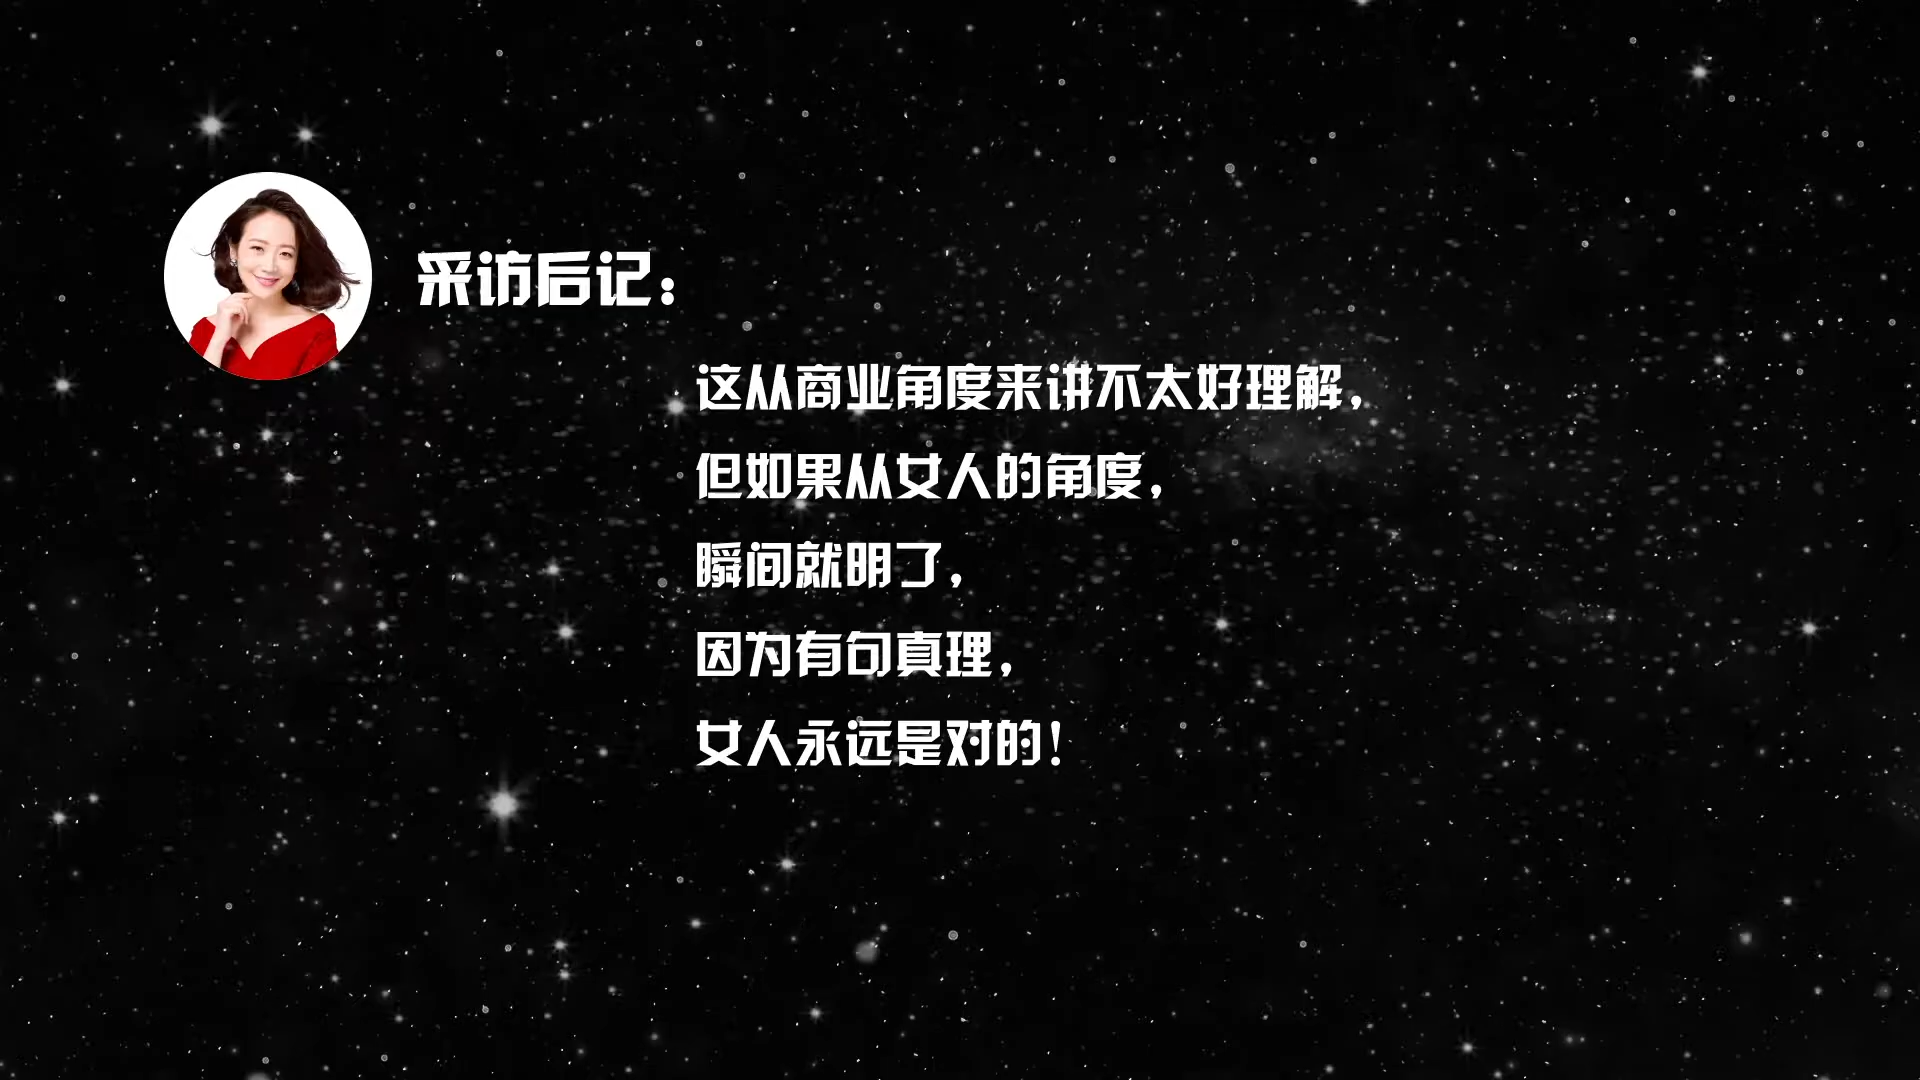 采访后记：
这从商业角度来讲不太好理解，
但如果从女人的角度，
瞬间就明了，
因为有句真理，
女人永远是对的！